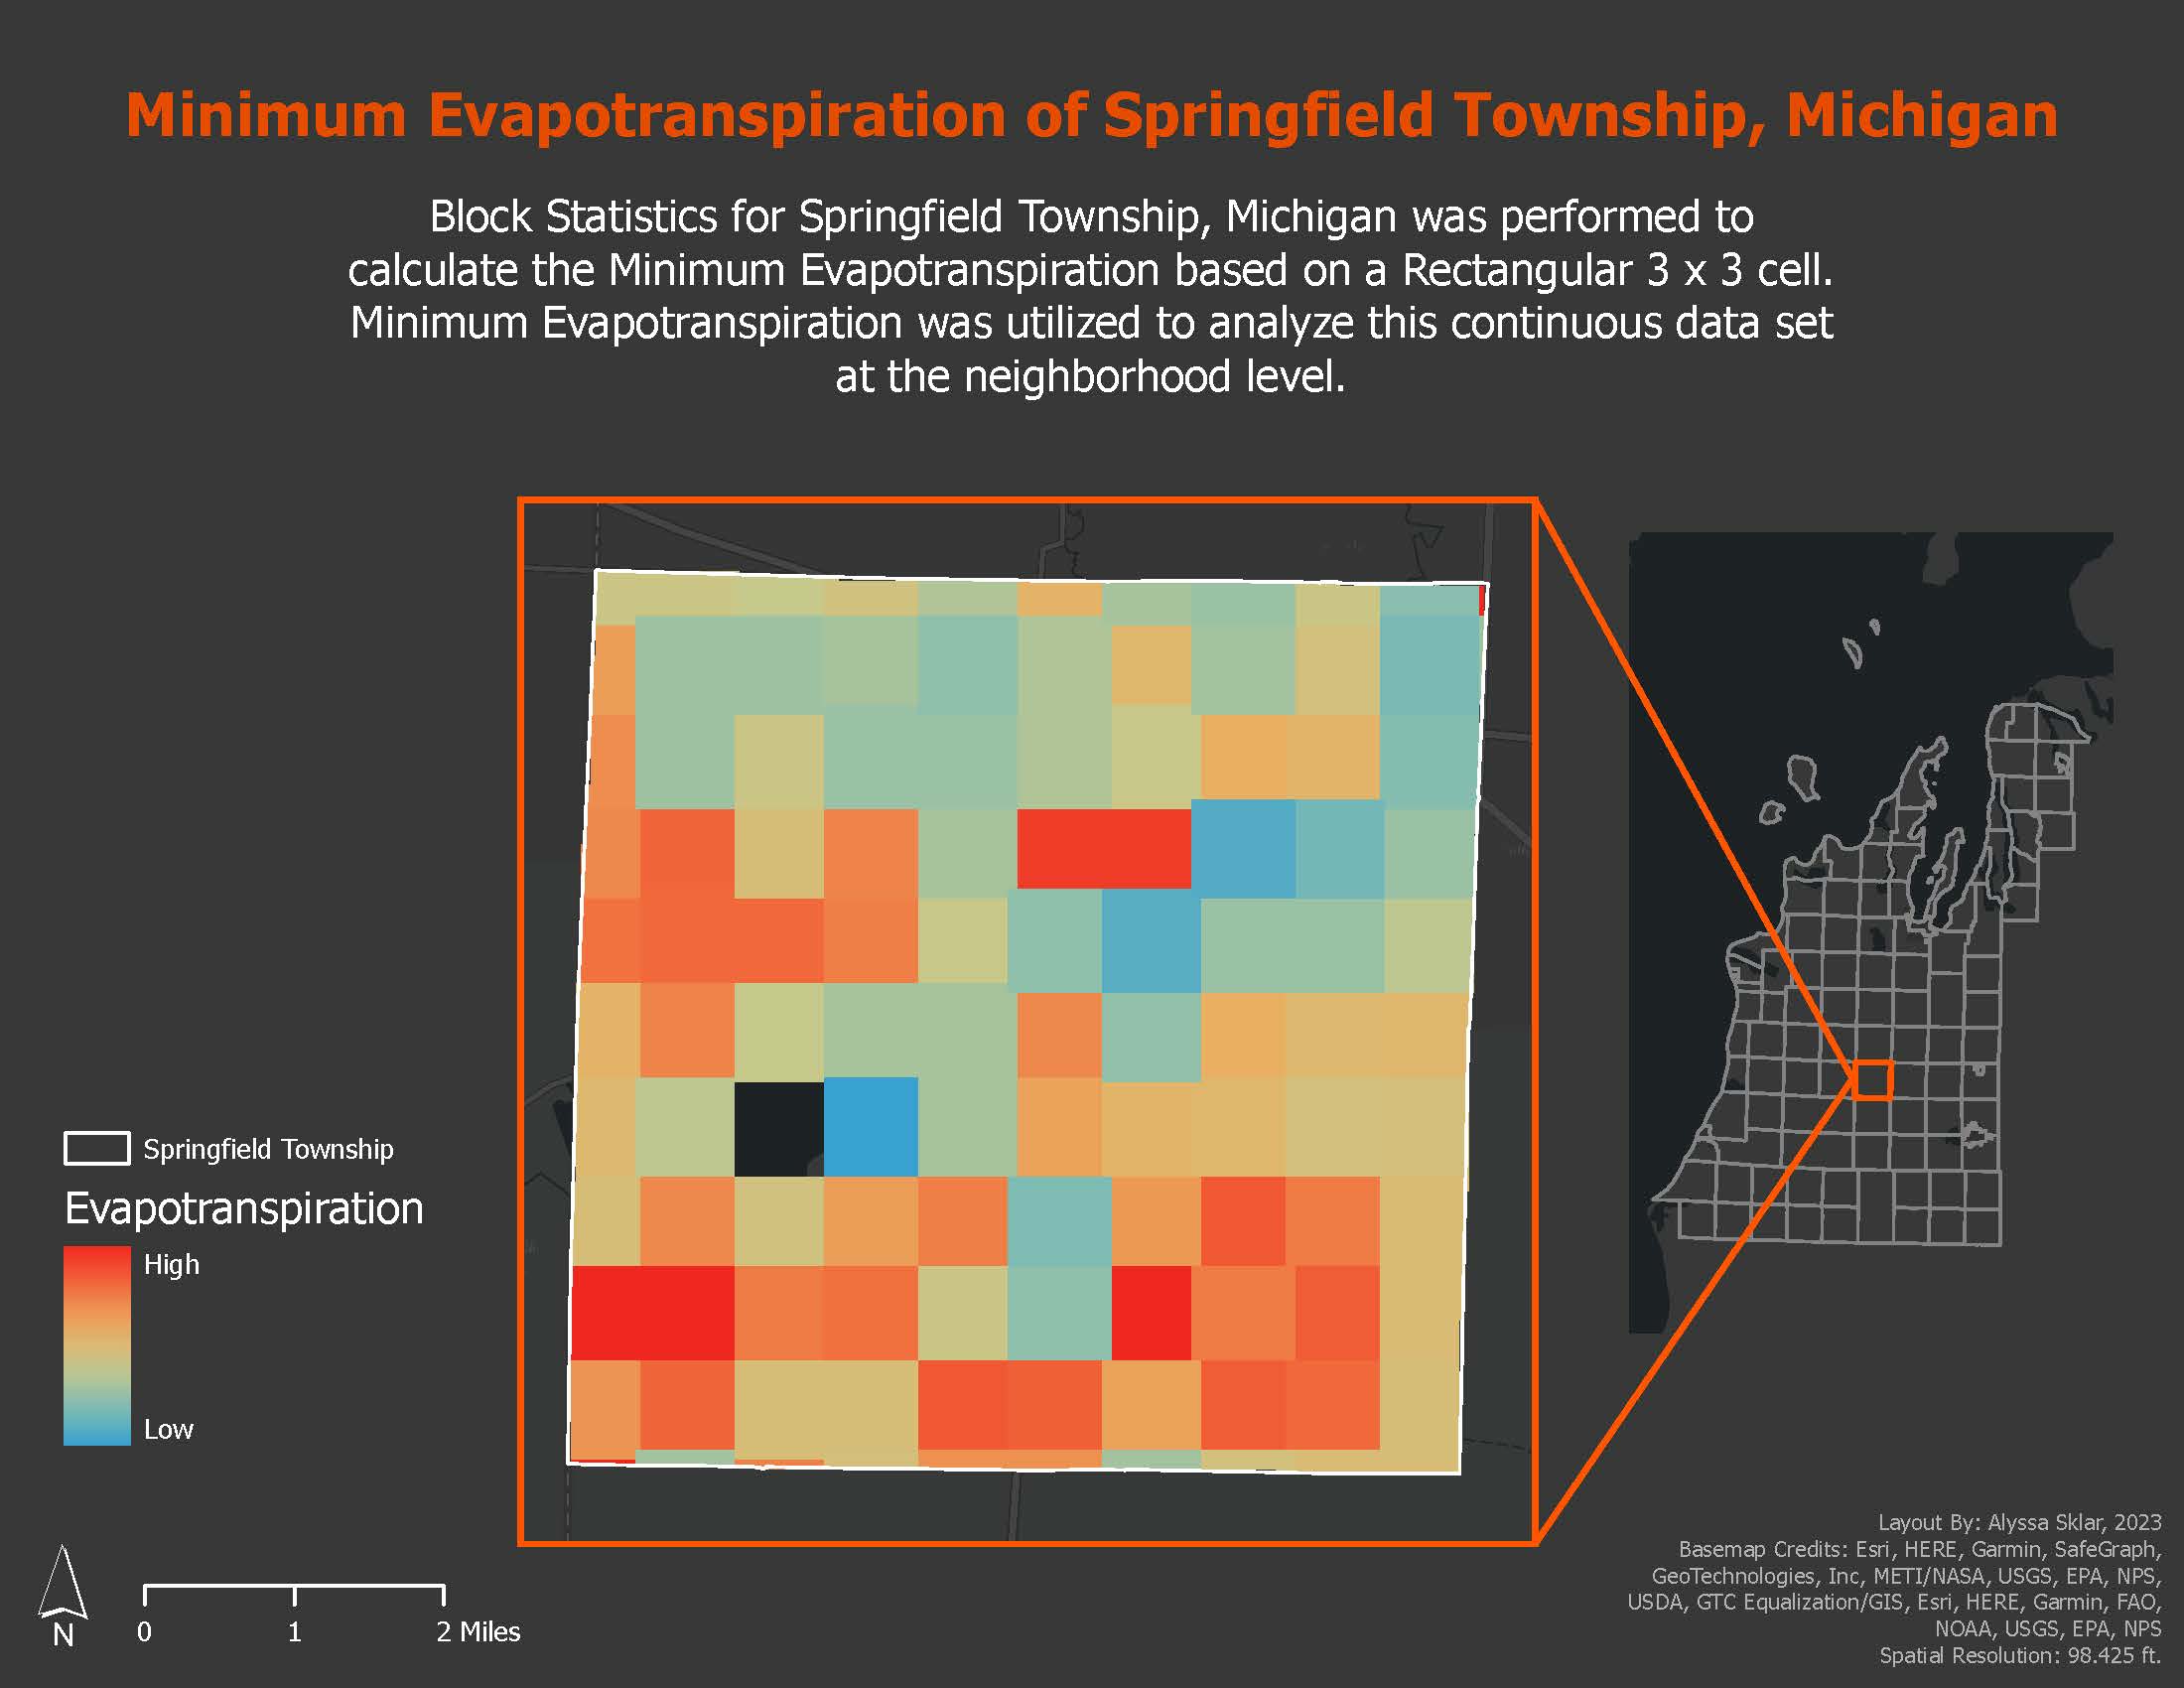 Minimum Evapotranspiration of Springfield Township, Michigan
Block Statistics for Springfield Township, Michigan was performed to
calculate the Minimum Evapotranspiration based on a Rectangular 3 x 3 cell.
Minimum Evapotranspiration was utilized to analyze this continuous data set
at the neighborhood level.
Springfield Township
Evapotranspiration
High
Low
N
0 1 2 Miles
Layout By: Alyssa Sklar, 2023
Basemap Credits: Esri, HERE, Garmin, SafeGraph,
GeoTechnologies, Inc, METI/NASA, USGS, EPA, NPS,
USDA, GTC Equalization/GIS, Esri, HERE, Garmin, FAO,
NOAA, USGS, EPA, NPS
Spatial Resolution: 98.425 ft.